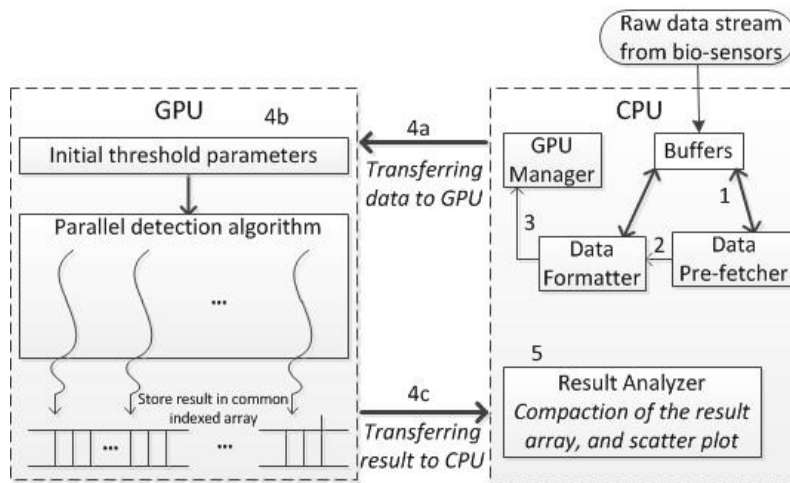 Raw data stream
from bio-sensors
GPU
4b
Initial threshold parameters
Parallel detection algorithm
...
Store result in common
indexed array
...
...
4a
Transferring
data to GPU
4c
Transferring
result to CPU
CPU
GPU
Manager
Buffers
1
3
2
Data
Formatter
Data
Pre-fetcher
5
Result Analyzer
Compaction of the result
array, and scatter plot